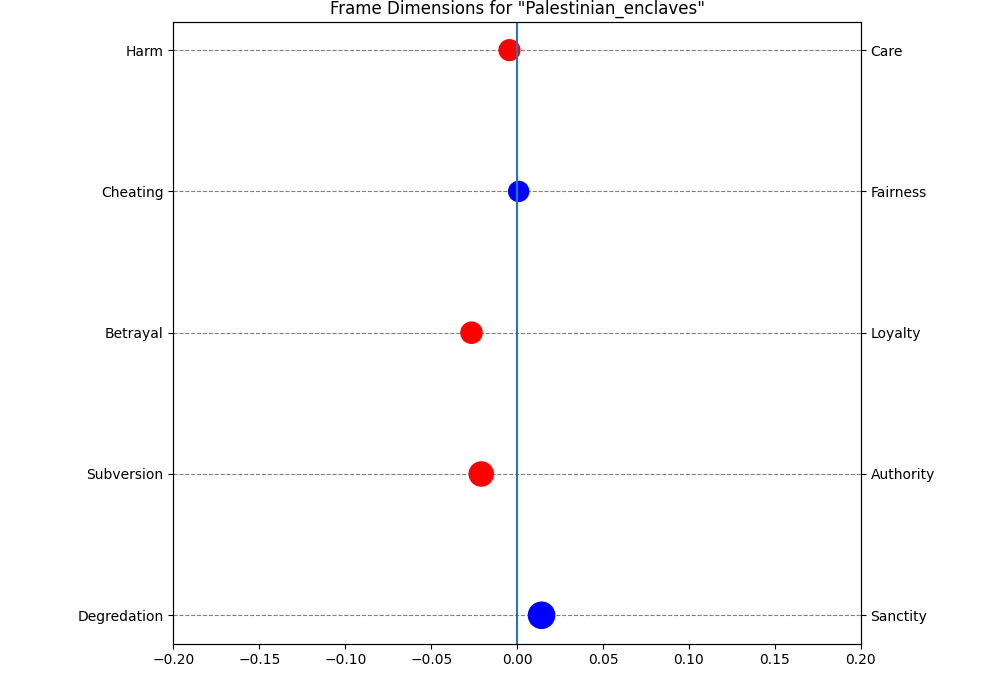 Frame Dimensions for "Palestinian_enclaves"
Harm Care
Cheating Fairness
Betrayal Loyalty
Subversion Authority
Degredation Sanctity
−0.20 −0.15 −0.10 −0.05 0.00 0.05 0.10 0.15 0.20